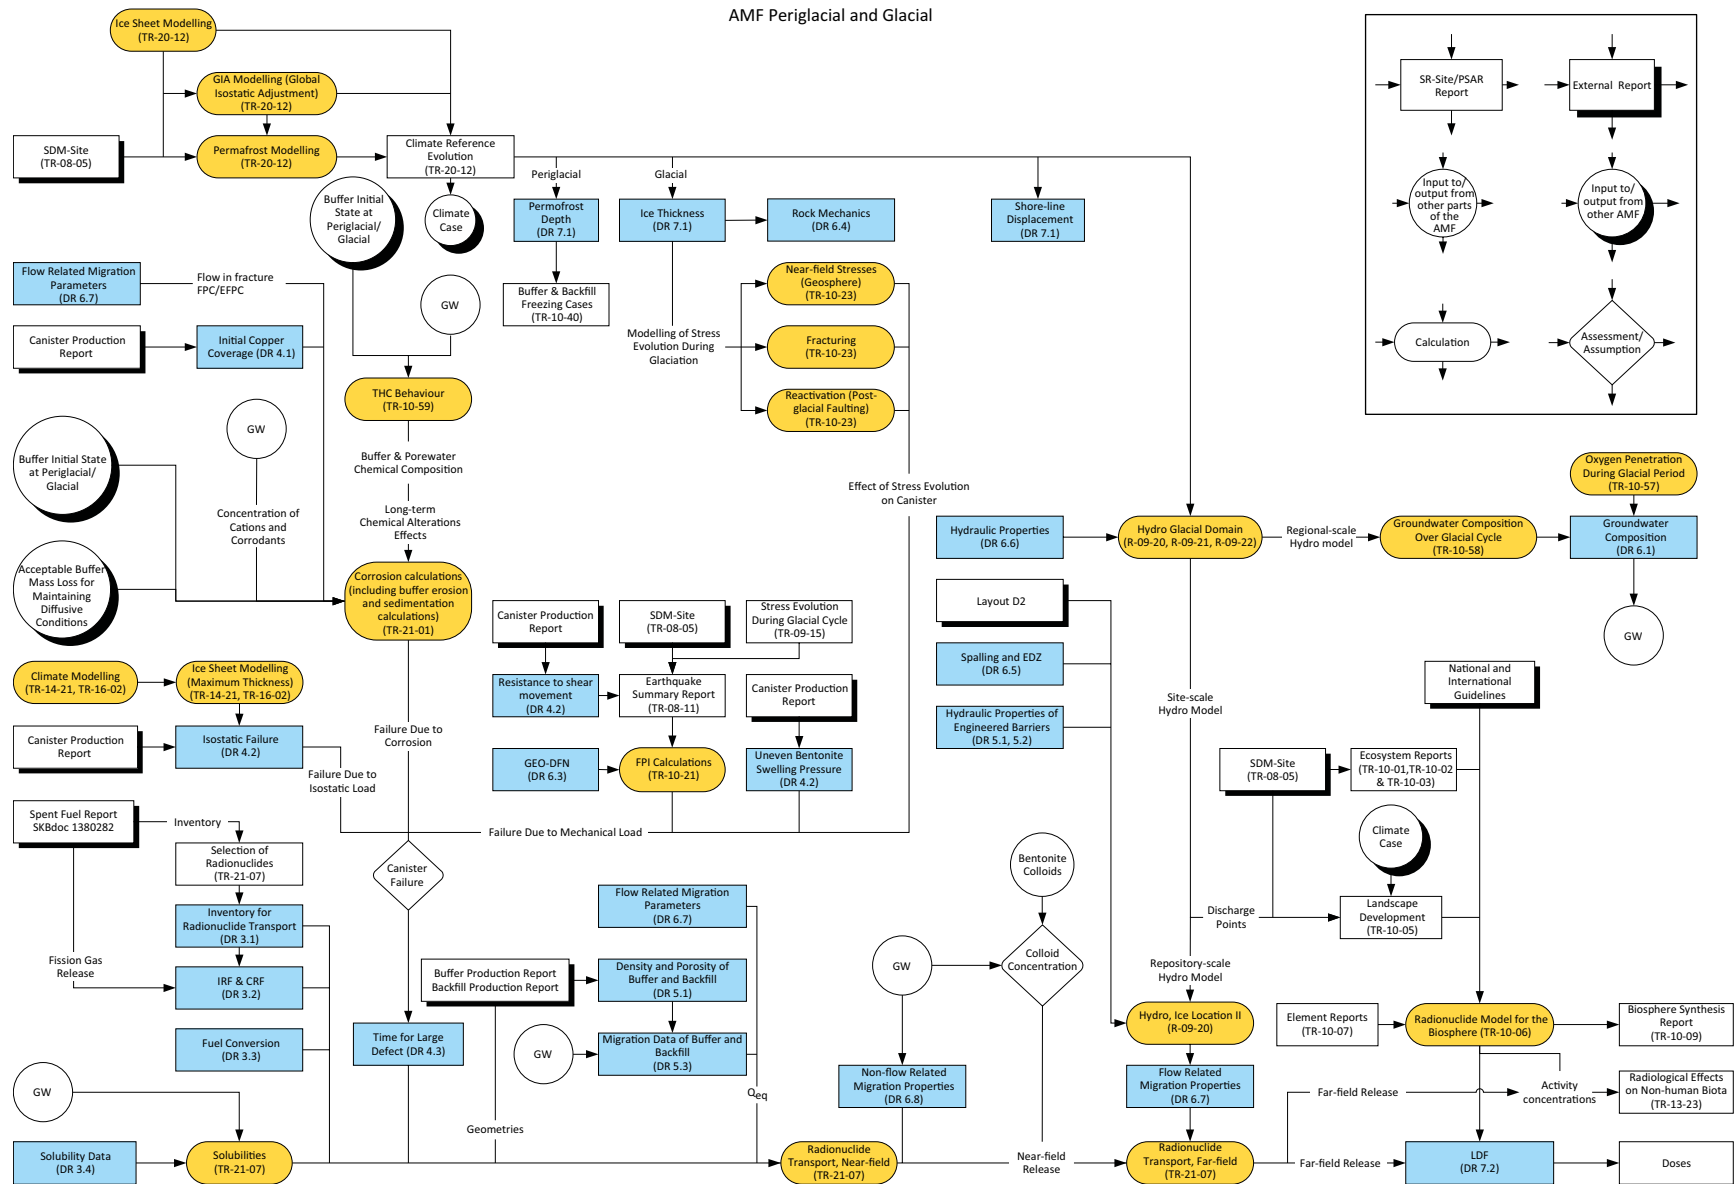 AMF Periglacial and Glacial
Ice Sheet Modelling
(TR-20-12)
GIA Modelling (Global
Isostatic Adjustment)
(TR-20-12)
SDM-Site
(TR-08-05)
Permafrost Modelling
(TR-20-12)
Climate Reference
Evolution
(TR-20-12)
SR-Site/PSAR
Report
External Report
Input to/
output from
other parts
of the
AMF
Input to/
output from
other AMF
Calculation
Assessment/
Assumption
Buffer Initial
State at
Periglacial/
Glacial
Climate
Case
Periglacial
Glacial
Permofrost
Depth
(DR 7.1)
Ice Thickness
(DR 7.1)
Rock Mechanics
(DR 6.4)
Shore-line
Displacement
(DR 7.1)
Flow Related Migration
Parameters
(DR 6.7)
Flow in fracture
FPC/EFPC
GW
Buffer & Backfill
Freezing Cases
(TR-10-40)
Near-field Stresses
(Geosphere)
(TR-10-23)
Canister Production
Report
Initial Copper
Coverage (DR 4.1)
Modelling of Stress
Evolution During
Glaciation
Fracturing
(TR-10-23)
THC Behaviour
(TR-10-59)
Reactivation (Post-
glacial Faulting)
(TR-10-23)
GW
Buffer Initial State
at Periglacial/
Glacial
Buffer & Porewater
Chemical Composition
Concentration of
Cations and
Corrodants
Long-term
Chemical Alterations
Effects
Effect of Stress Evolution
on Canister
Oxygen Penetration
During Glacial Period
(TR-10-57)
Hydraulic Properties
(DR 6.6)
Hydro Glacial Domain
(R-09-20, R-09-21, R-09-22)
Regional-scale
Hydro model
Groundwater Composition
Over Glacial Cycle
(TR-10-58)
Groundwater
Composition
(DR 6.1)
GW
Acceptable Buffer
Mass Loss for
Maintaining
Diffusive
Conditions
Corrosion calculations
(including buffer erosion
and sedimentation
calculations)
(TR-21-01)
Layout D2
Canister Production
Report
SDM-Site
(TR-08-05)
Stress Evolution
During Glacial Cycle
(TR-09-15)
Spalling and EDZ
(DR 6.5)
Climate Modelling
(TR-14-21, TR-16-02)
Ice Sheet Modelling
(Maximum Thickness)
(TR-14-21, TR-16-02)
Resistance to shear
movement
(DR 4.2)
Earthquake
Summary Report
(TR-08-11)
Canister Production
Report
National and
International
Guidelines
Site-scale
Hydro Model
Canister Production
Report
Isostatic Failure
(DR 4.2)
Failure Due to
Corrosion
Hydraulic Properties of
Engineered Barriers
(DR 5.1, 5.2)
Failure Due to
Isostatic Load
GEO-DFN
(DR 6.3)
FPI Calculations
(TR-10-21)
Uneven Bentonite
Swelling Pressure
(DR 4.2)
SDM-Site
(TR-08-05)
Ecosystem Reports
(TR-10-01,TR-10-02
& TR-10-03)
Spent Fuel Report
SKBdoc 1380282
Inventory
Failure Due to Mechanical Load
Climate
Case
Selection of
Radionuclides
(TR-21-07)
Canister
Failure
Bentonite
Colloids
Inventory for
Radionuclide Transport
(DR 3.1)
Flow Related Migration
Parameters
(DR 6.7)
Discharge
Points
Landscape
Development
(TR-10-05)
Fission Gas
Release
IRF & CRF
(DR 3.2)
Buffer Production Report
Backfill Production Report
Density and Porosity of
Buffer and Backfill
(DR 5.1)
GW
Colloid
Concentration
Repository-scale
Hydro Model
Fuel Conversion
(DR 3.3)
Time for Large
Defect (DR 4.3)
GW
Migration Data of Buffer and
Backfill
(DR 5.3)
Hydro, Ice Location II
(R-09-20)
Element Reports
(TR-10-07)
Radionuclide Model for the
Biosphere (TR-10-06)
Biosphere Synthesis
Report
(TR-10-09)
GW
Qeq
Non-flow Related
Migration Properties
(DR 6.8)
Flow Related
Migration Properties
(DR 6.7)
Far-field Release
Activity
concentrations
Radiological Effects
on Non-human Biota
(TR-13-23)
Geometries
Solubility Data
(DR 3.4)
Solubilities
(TR-21-07)
Radionuclide
Transport, Near-field
(TR-21-07)
Near-field
Release
Radionuclide
Transport, Far-field
(TR-21-07)
Far-field Release
LDF
(DR 7.2)
Doses